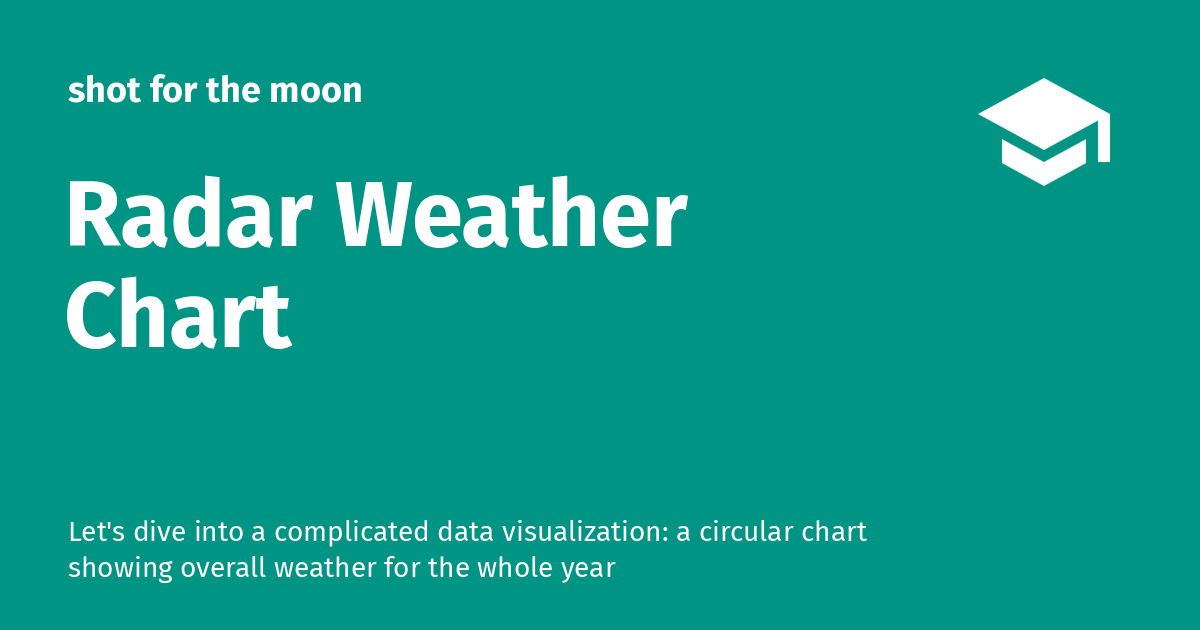 shot for the moon
Radar Weather
Chart
Let's dive into a complicated data visualization: a circular chart
showing overall weather for the whole year